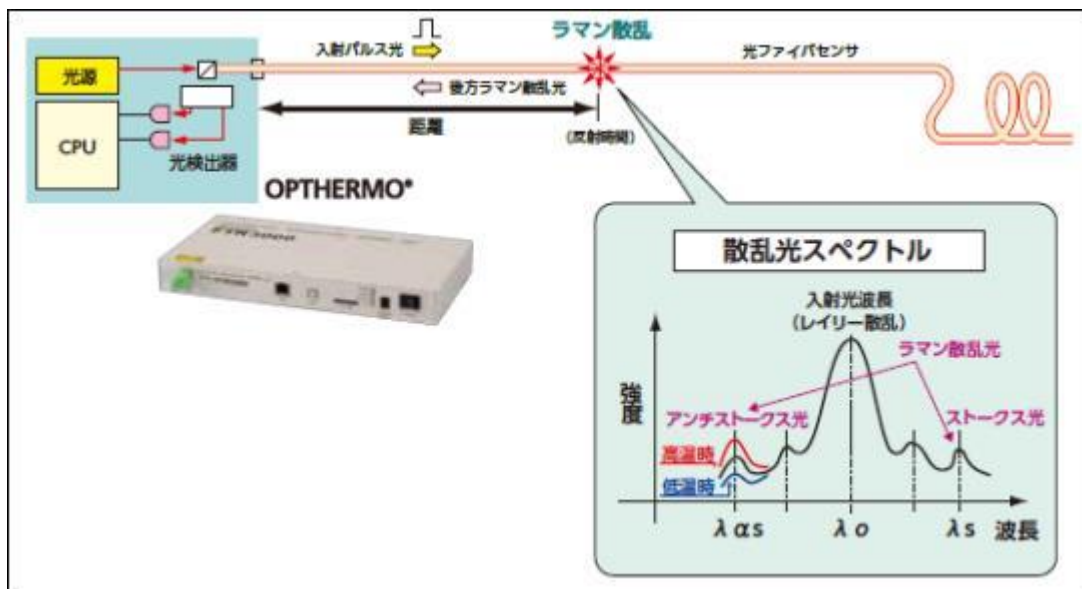 ラマン散乱
入射パルス光
光ファイバセンサ
光源
後方ラマン散乱光
距離
(反射時間)
CPU
光検出器
OPTHERMO®
FTR3000
散乱光スペクトル
入射光波長
(レイリー散乱)
ラマン散乱光
強度
アンチストークス光
ストークス光
高温時
低温時
λαs
λo
λs
波長